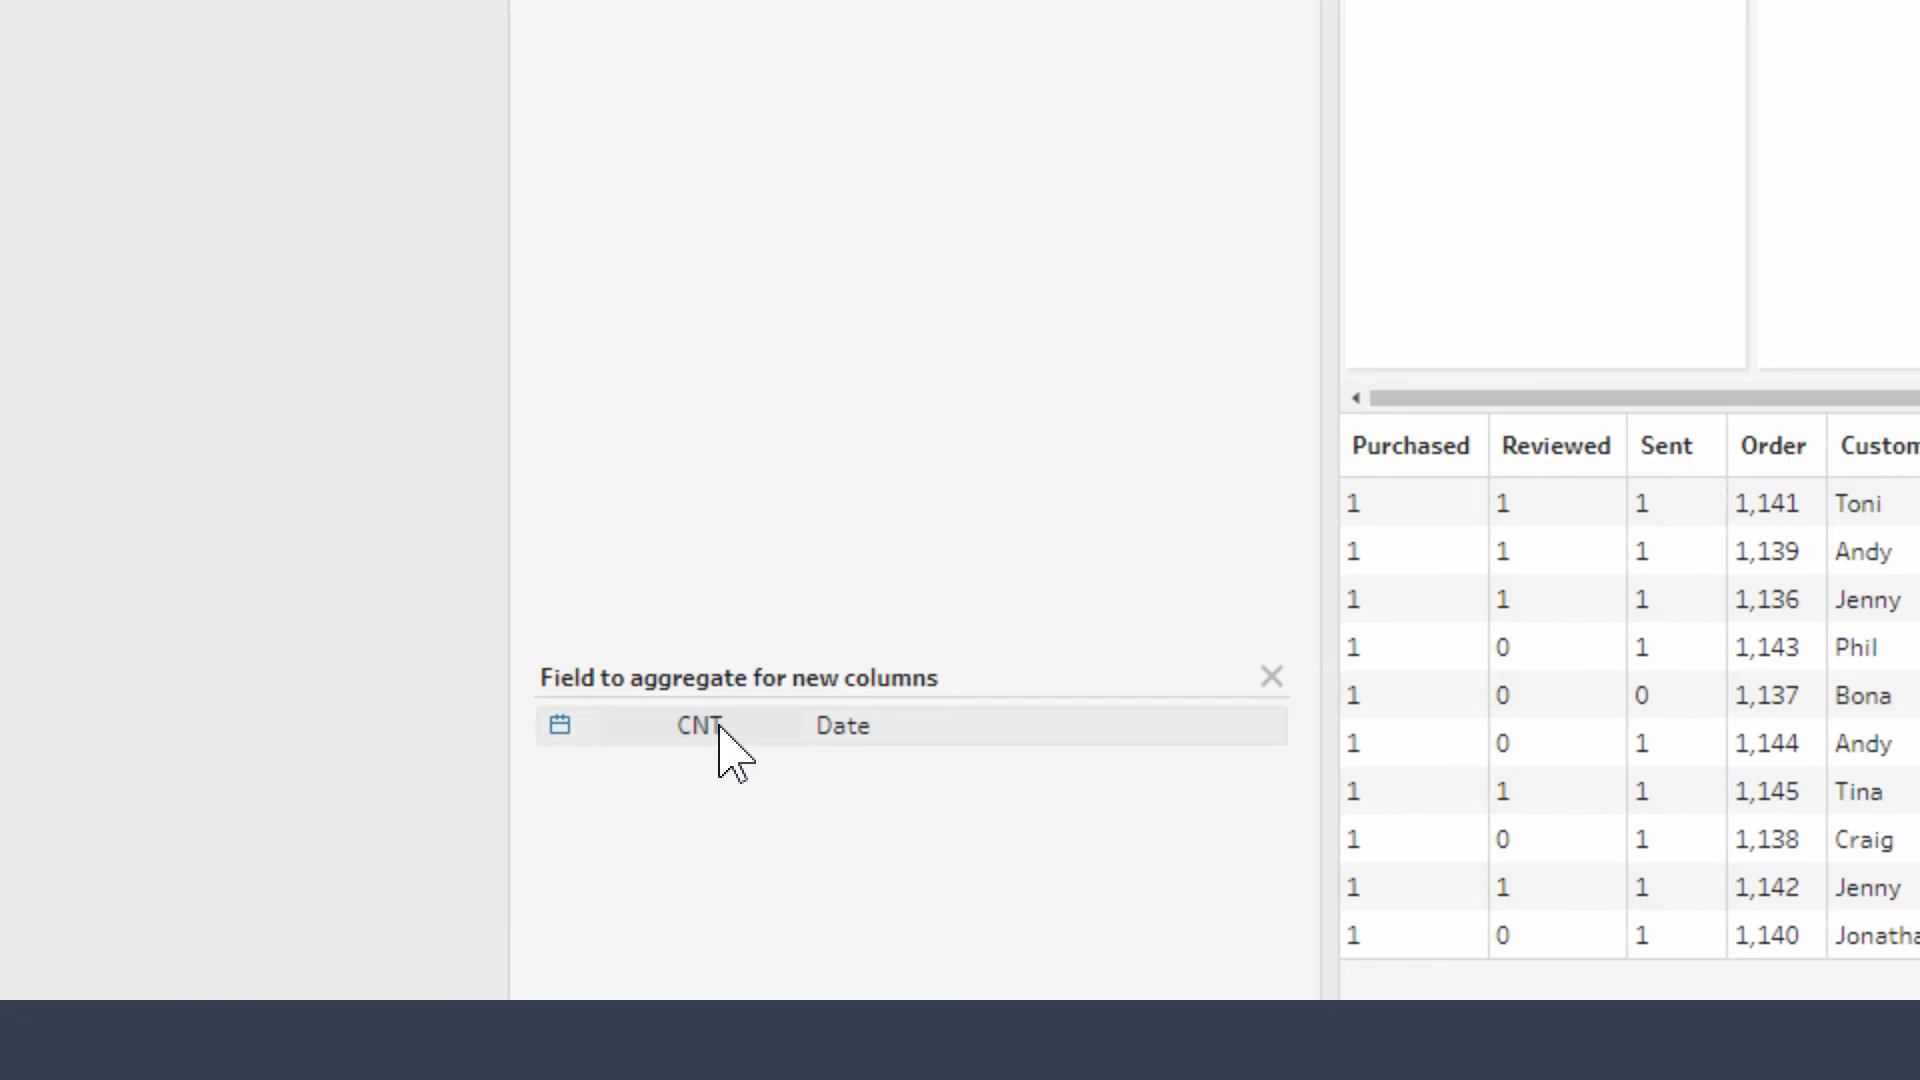 Field to aggregate for new columns
CNT Date
Purchased Reviewed Sent Order Custom
1 1 1 1,141 Toni
1 1 1 1,139 Andy
1 1 1 1,136 Jenny
1 0 1 1,143 Phil
1 0 0 1,137 Bona
1 0 1 1,144 Andy
1 1 1 1,145 Tina
1 0 1 1,138 Craig
1 1 1 1,142 Jenny
1 0 1 1,140 Jonatha